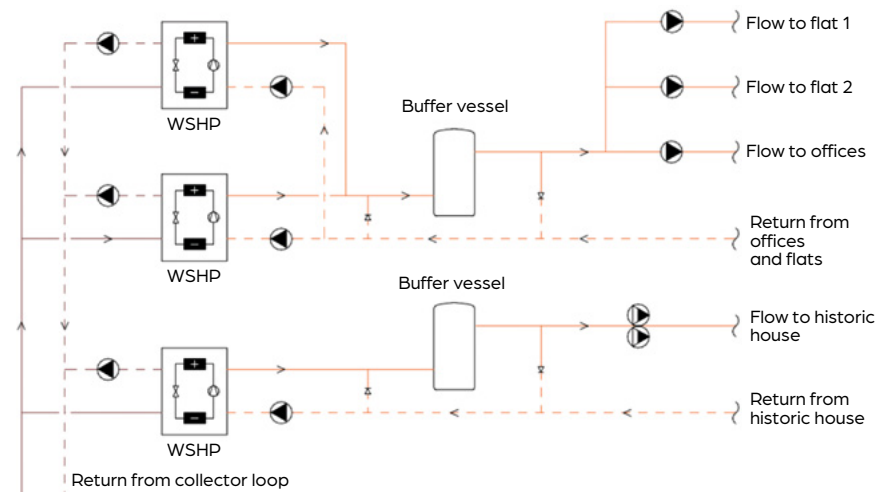 Flow to flat 1
WSHP
Flow to flat 2
Buffer vessel
Flow to offices
WSHP
Return from
offices
and flats
Buffer vessel
Flow to historic
house
WSHP
Return from
historic house
Return from collector loop